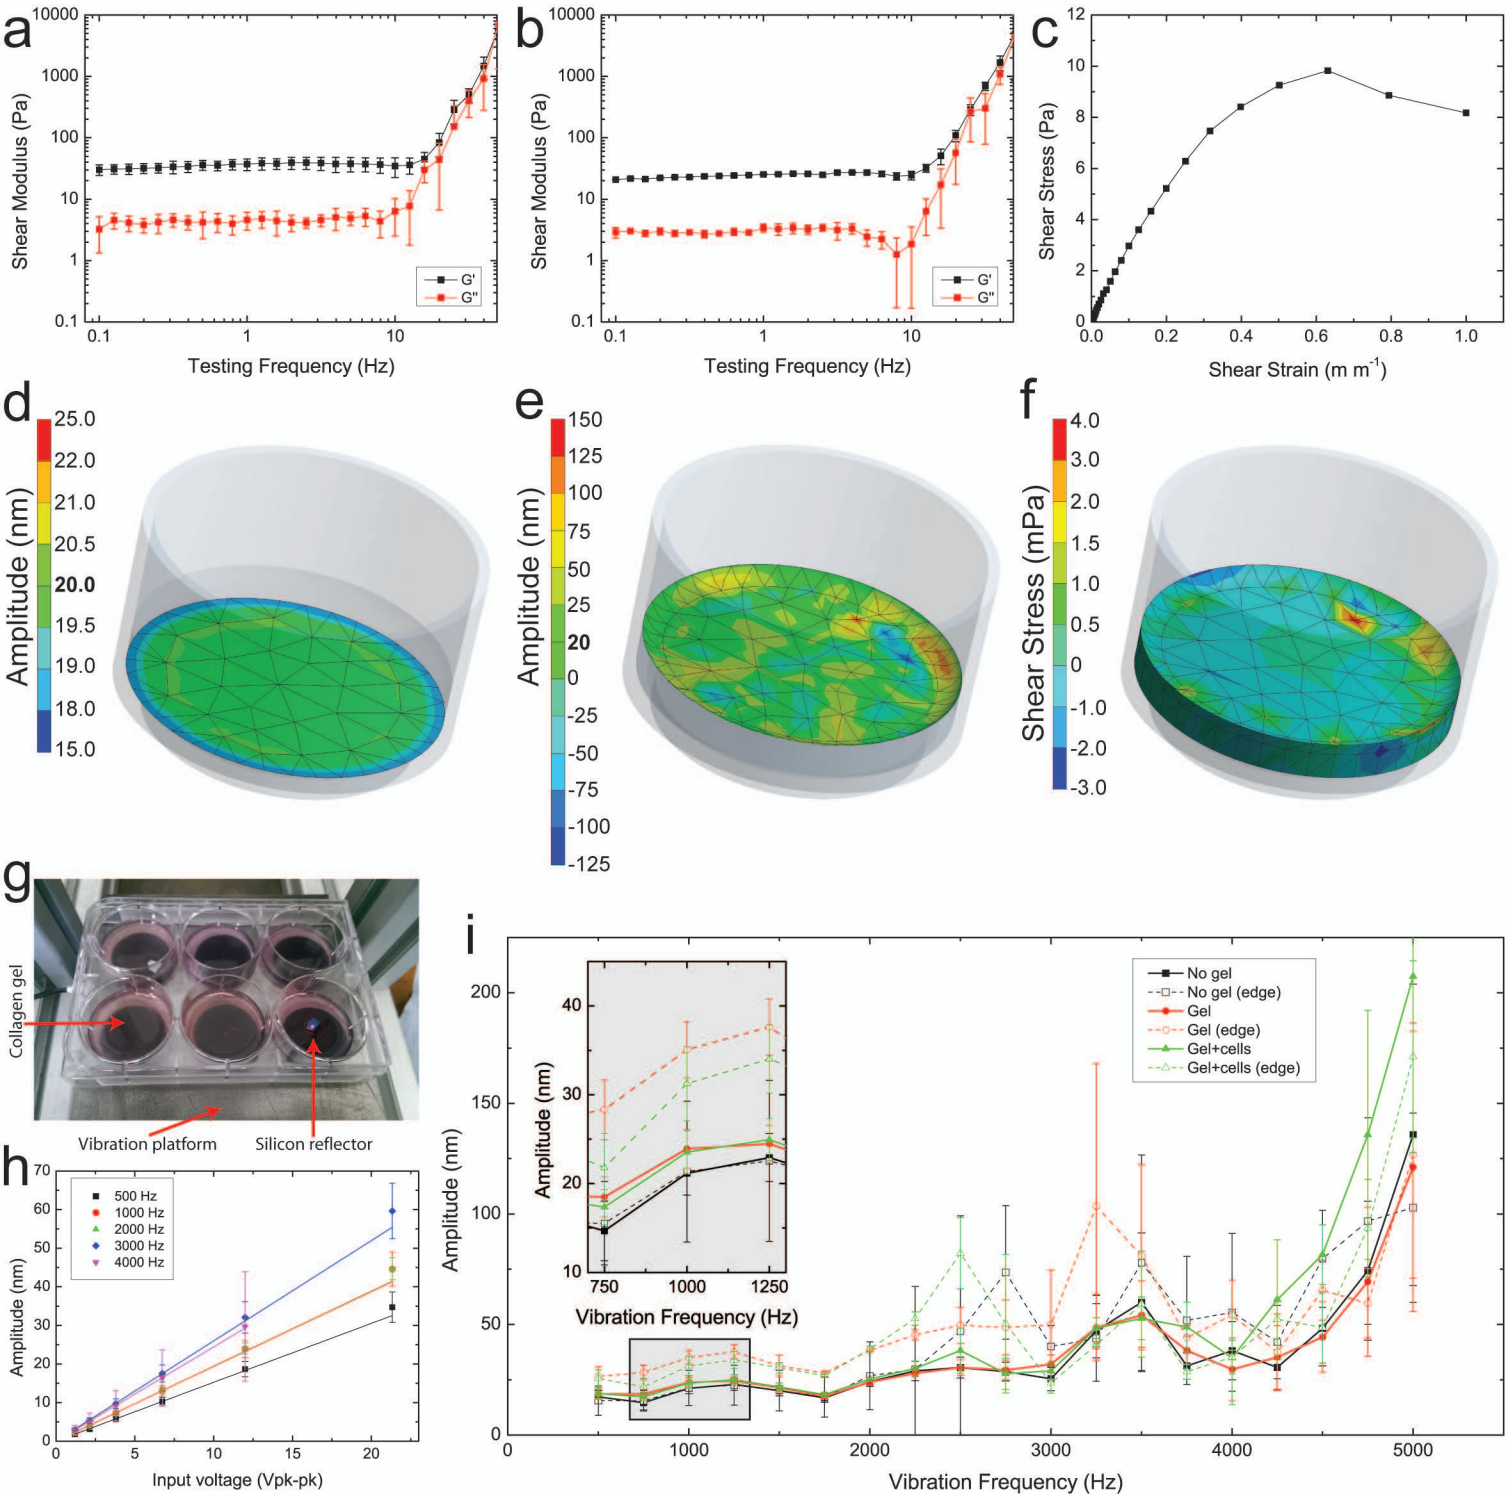 a
10000
1000
100
10
1
0.1
Shear Modulus (Pa)
G'
G"
0.1
1
10
Testing Frequency (Hz)
b
10000
1000
100
10
1
0.1
Shear Modulus (Pa)
G'
G"
0.1
1
10
Testing Frequency (Hz)
c
12
10
8
6
4
2
0
Shear Stress (Pa)
0.0
0.2
0.4
0.6
0.8
1.0
Shear Strain (m m⁻¹)
d
Amplitude (nm)
25.0
22.0
21.0
20.5
20.0
19.5
19.0
18.0
15.0
e
Amplitude (nm)
150
125
100
75
50
25
20
0
-25
-50
-75
-100
-125
f
Shear Stress (mPa)
4.0
3.0
2.0
1.5
1.0
0.5
0
-1.0
-2.0
-3.0
g
Collagen gel
Vibration platform
Silicon reflector
h
70
60
50
40
30
20
10
0
Amplitude (nm)
500 Hz
1000 Hz
2000 Hz
3000 Hz
4000 Hz
0
5
10
15
20
Input voltage (Vpk-pk)
i
200
150
100
50
0
Amplitude (nm)
40
30
20
10
Amplitude (nm)
750
1000
1250
Vibration Frequency (Hz)
No gel
No gel (edge)
Gel
Gel (edge)
Gel+cells
Gel+cells (edge)
0
1000
2000
3000
4000
5000
Vibration Frequency (Hz)